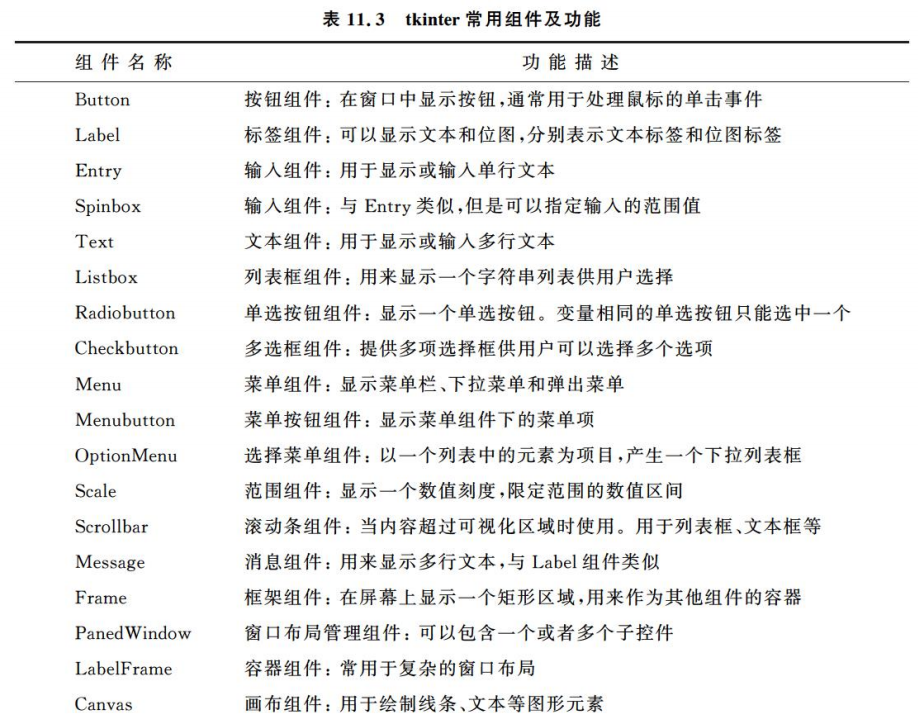 表 11.3 tkinter 常用组件及功能
组件名称 功能描述
Button 按钮组件：在窗口中显示按钮,通常用于处理鼠标的单击事件
Label 标签组件：可以显示文本和位图,分别表示文本标签和位图标签
Entry 输入组件：用于显示或输入单行文本
Spinbox 输入组件：与 Entry 类似,但是可以指定输入的范围值
Text 文本组件：用于显示或输入多行文本
Listbox 列表框组件：用来显示一个字符串列表供用户选择
Radiobutton 单选按钮组件：显示一个单选按钮。变量相同的单选按钮只能选中一个
Checkbutton 多选框组件：提供多项选择框供用户可以选择多个选项
Menu 菜单组件：显示菜单栏、下拉菜单和弹出菜单
Menubutton 菜单按钮组件：显示菜单组件下的菜单项
OptionMenu 选择菜单组件：以一个列表中的元素为项目,产生一个下拉列表框
Scale 范围组件：显示一个数值刻度,限定范围的数值区间
Scrollbar 滚动条组件：当内容超过可视化区域时使用。用于列表框、文本框等
Message 消息组件：用来显示多行文本,与 Label 组件类似
Frame 框架组件：在屏幕上显示一个矩形区域,用来作为其他组件的容器
PanedWindow 窗口布局管理组件：可以包含一个或者多个子控件
LabelFrame 容器组件：常用于复杂的窗口布局
Canvas 画布组件：用于绘制线条、文本等图形元素